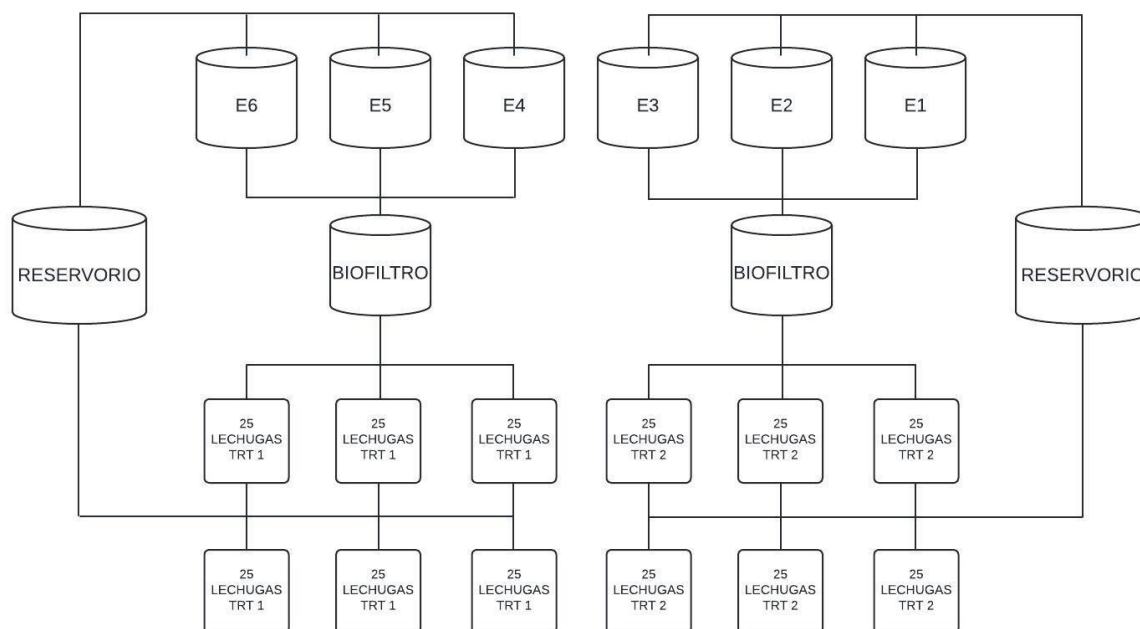 E6
E5
E4
E3
E2
E1
RESERVORIO
BIOFILTRO
BIOFILTRO
RESERVORIO
25
LECHUGAS
TRT 1
25
LECHUGAS
TRT 1
25
LECHUGAS
TRT 1
25
LECHUGAS
TRT 2
25
LECHUGAS
TRT 2
25
LECHUGAS
TRT 2
25
LECHUGAS
TRT 1
25
LECHUGAS
TRT 1
25
LECHUGAS
TRT 1
25
LECHUGAS
TRT 2
25
LECHUGAS
TRT 2
25
LECHUGAS
TRT 2